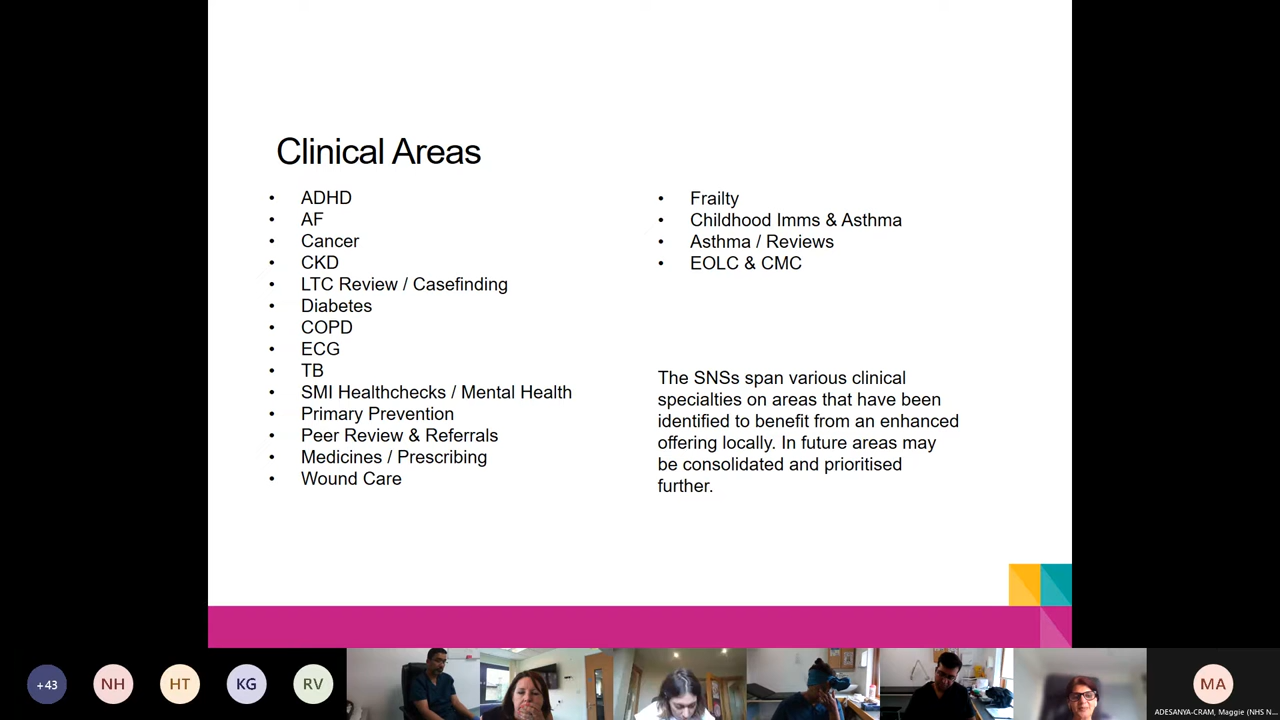 Clinical Areas
• ADHD
• AF
• Cancer
• CKD
• LTC Review / Casefinding
• Diabetes
• COPD
• ECG
• TB
• SMI Healthchecks / Mental Health
• Primary Prevention
• Peer Review & Referrals
• Medicines / Prescribing
• Wound Care
• Frailty
• Childhood Imms & Asthma
• Asthma / Reviews
• EOLC & CMC
The SNSs span various clinical
specialties on areas that have been
identified to benefit from an enhanced
offering locally. In future areas may
be consolidated and prioritised
further.
+43
NH
HT
KG
RV
MA
ADESANYA-CRAM, Maggie (NHS N...